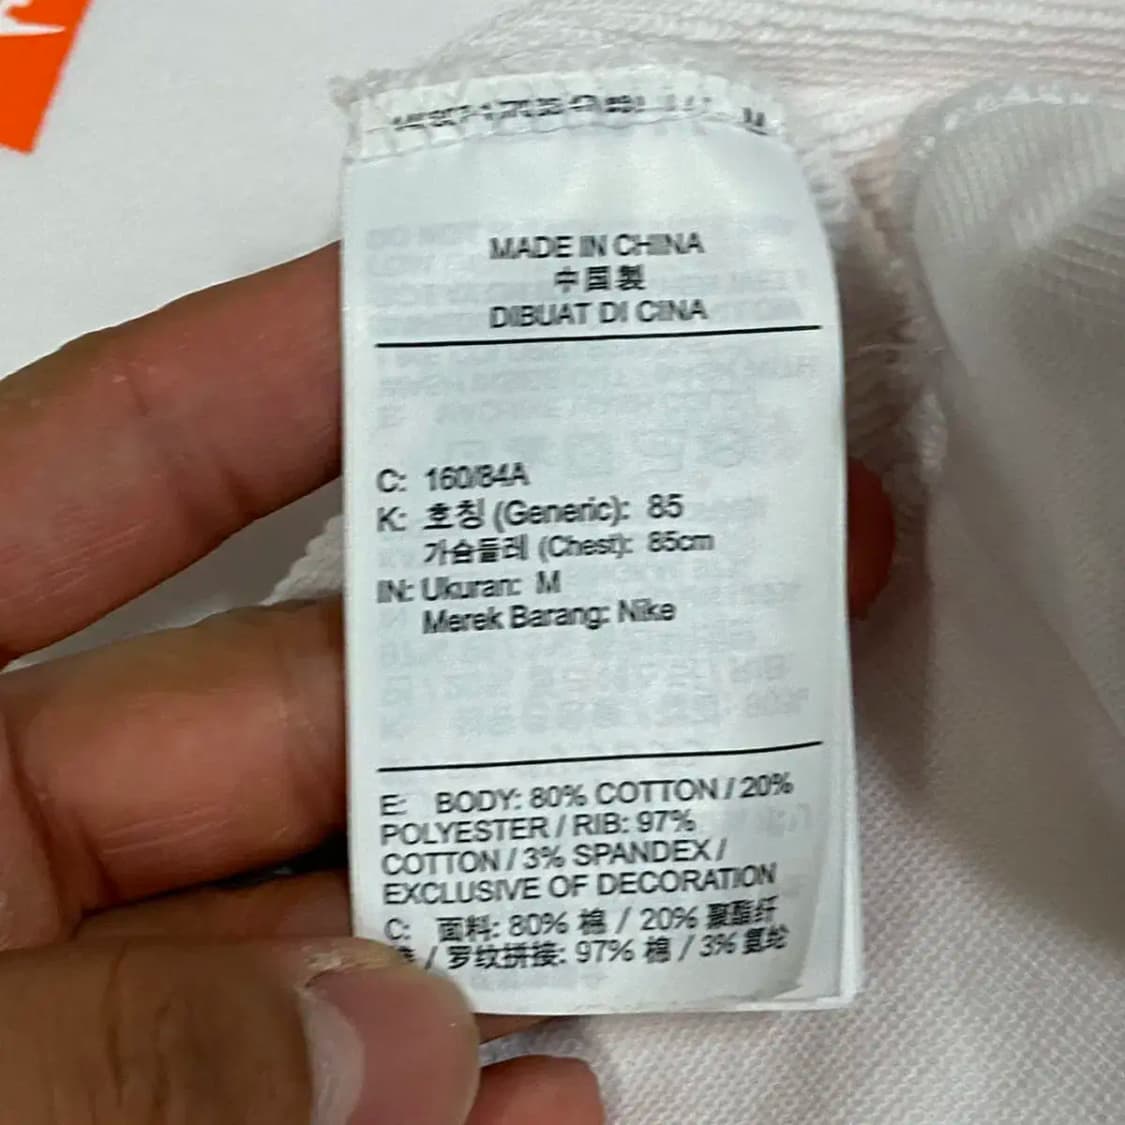 MADE IN CHINA
中国製
DIBUAT DI CINA
C: 160/84A
K: 호칭 (Generic): 85
가슴둘레 (Chest): 85cm
IN: Ukuran: M
Merek Barang: Nike
E: BODY: 80% COTTON / 20%
POLYESTER / RIB: 97%
COTTON / 3% SPANDEX /
EXCLUSIVE OF DECORATION
C: 面料: 80% 棉 / 20% 聚酯纤
/ 罗纹拼接: 97% 棉 / 3% 氨纶